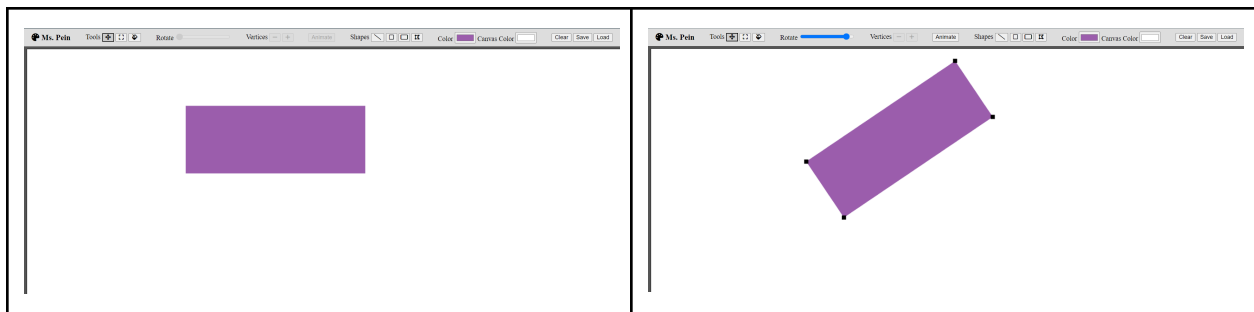 Ms. Pein Tools Rotate Vertices − + Animate Shapes Color Canvas Color Clear Save Load
Ms. Pein Tools Rotate Vertices − + Animate Shapes Color Canvas Color Clear Save Load